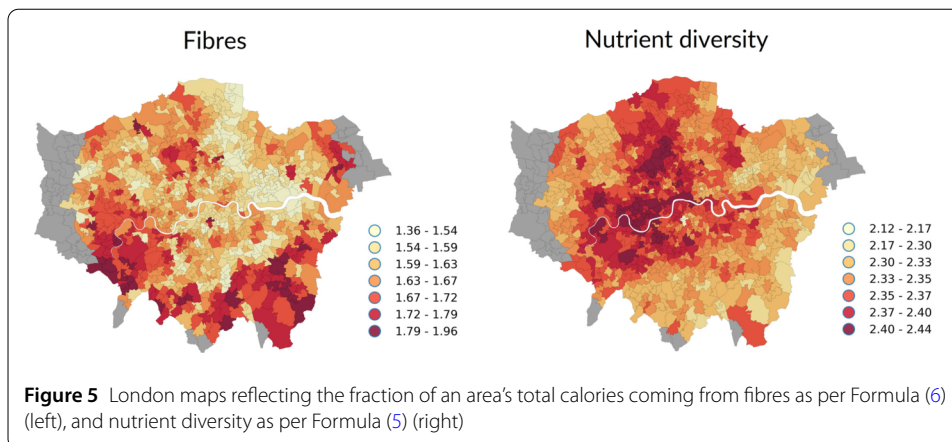 Fibres
Nutrient diversity
1.36 - 1.54
1.54 - 1.59
1.59 - 1.63
1.63 - 1.67
1.67 - 1.72
1.72 - 1.79
1.79 - 1.96
2.12 - 2.17
2.17 - 2.30
2.30 - 2.33
2.33 - 2.35
2.35 - 2.37
2.37 - 2.40
2.40 - 2.44
Figure 5 London maps reflecting the fraction of an area’s total calories coming from fibres as per Formula (6)
(left), and nutrient diversity as per Formula (5) (right)